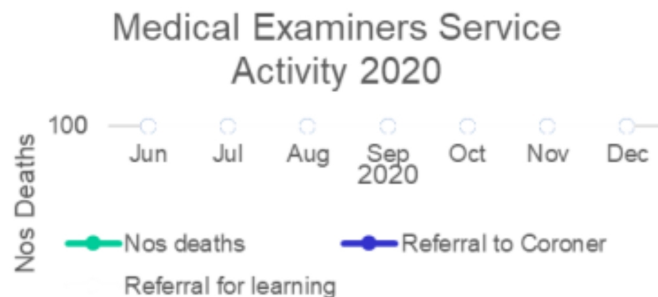 Medical Examiners Service
Activity 2020
100
Jun Jul Aug Sep Oct Nov Dec
2020
Nos Deaths
Nos deaths Referral to Coroner
Referral for learning